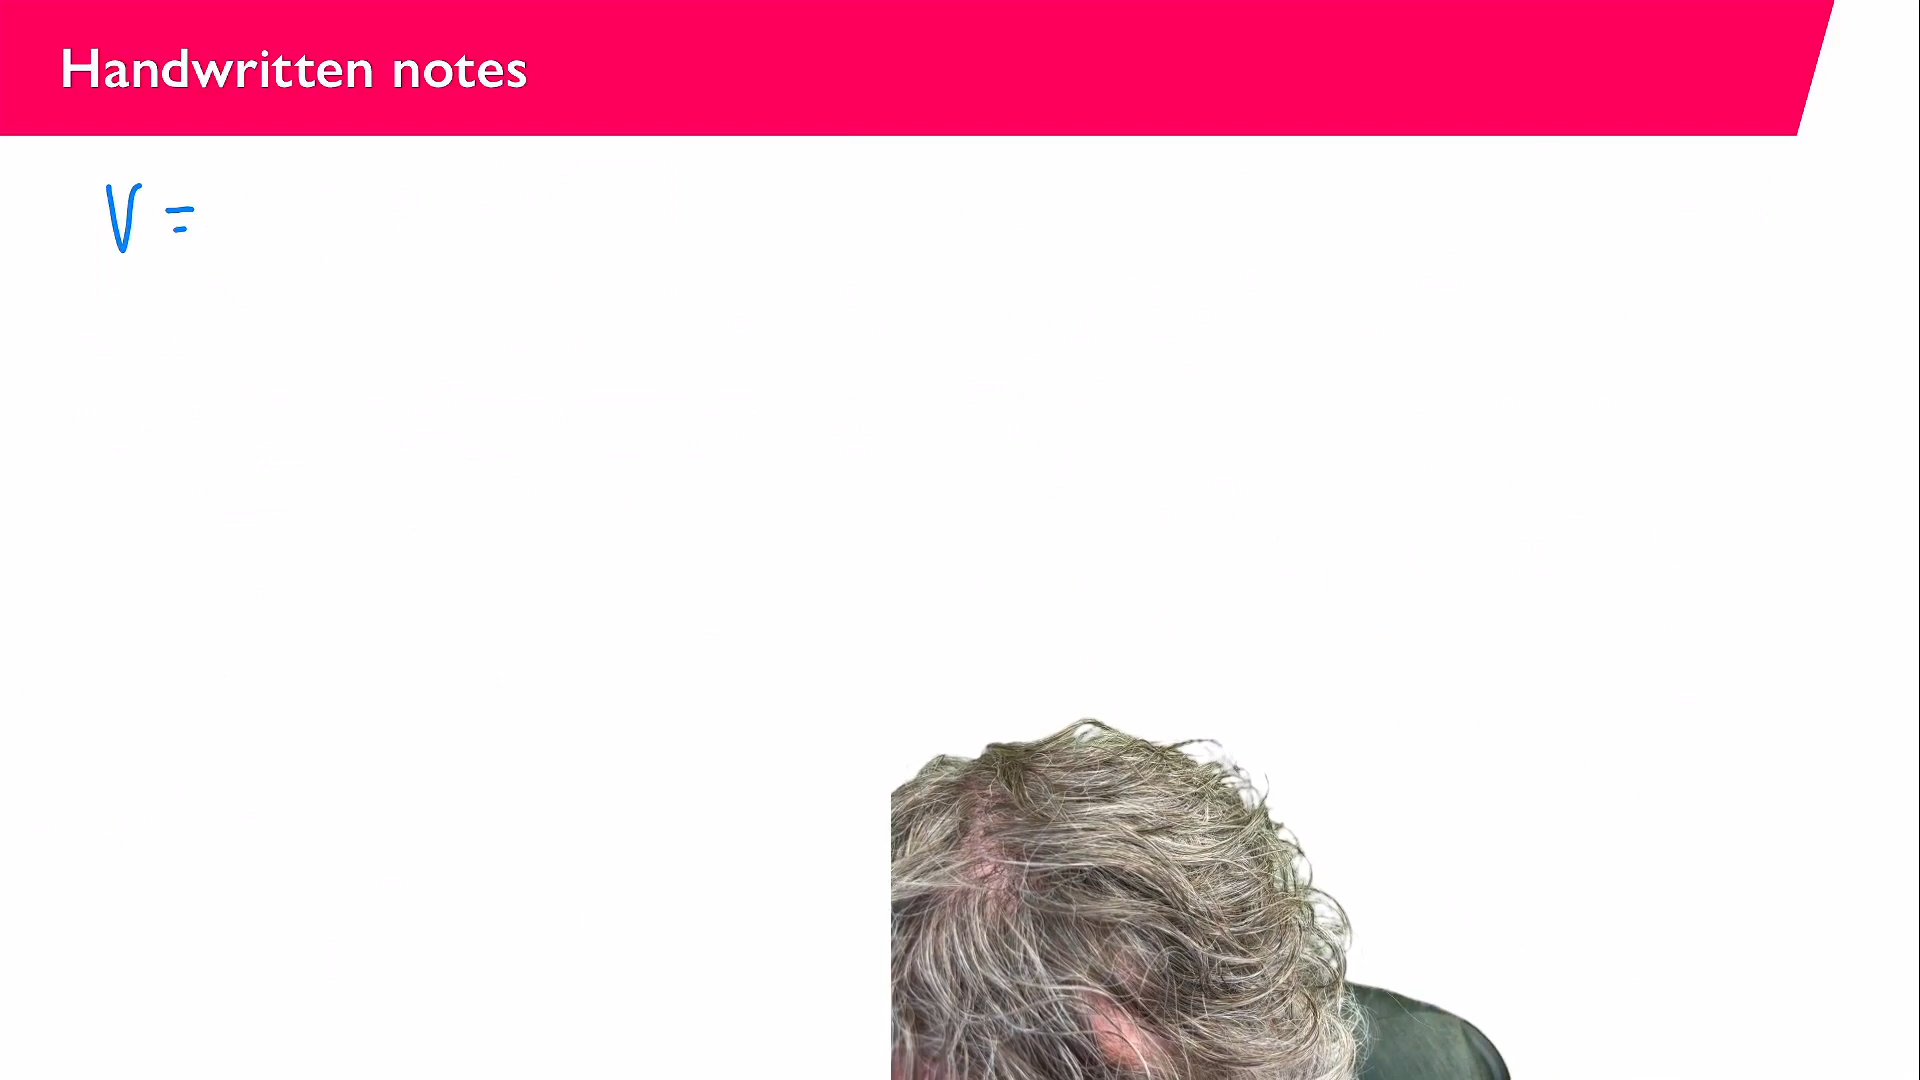 Handwritten notes
V =